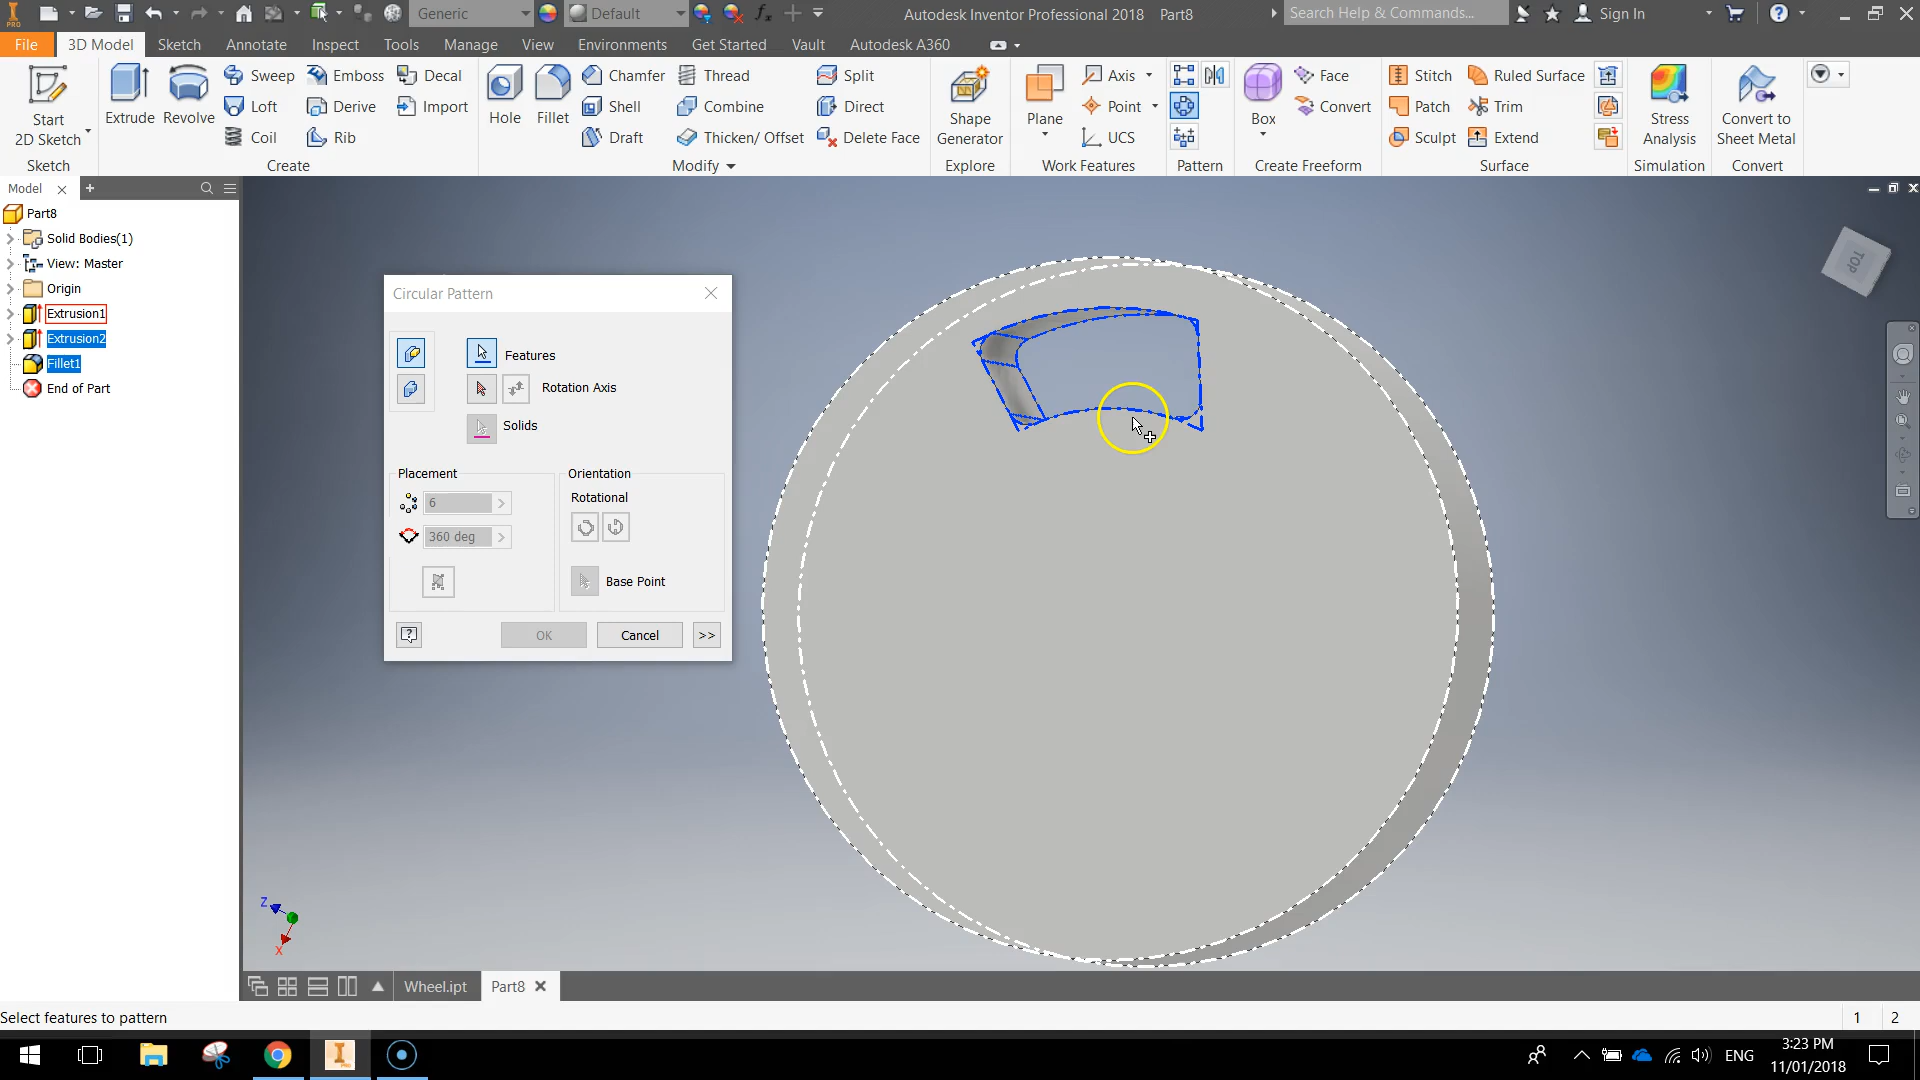 Generic
Default
Autodesk Inventor Professional 2018 Part8
Search Help & Commands...
Sign In
PRO
File
3D Model
Sketch
Annotate
Inspect
Tools
Manage
View
Environments
Get Started
Vault
Autodesk A360
Start
2D Sketch
Sketch
Extrude
Revolve
Sweep
Loft
Coil
Emboss
Derive
Rib
Decal
Import
Create
Hole
Fillet
Chamfer
Shell
Draft
Thread
Combine
Thicken/ Offset
Split
Direct
Delete Face
Modify
Shape
Generator
Explore
Plane
Axis
Point
UCS
Work Features
Pattern
Box
Face
Convert
Create Freeform
Stitch
Patch
Sculpt
Ruled Surface
Trim
Extend
Surface
Stress
Analysis
Simulation
Convert to
Sheet Metal
Convert
Model
Part8
Solid Bodies(1)
View: Master
Origin
Extrusion1
Extrusion2
Fillet1
End of Part
TOP
Circular Pattern
Features
Rotation Axis
Solids
Placement
6
360 deg
Orientation
Rotational
Base Point
OK
Cancel
>>
Z
X
Wheel.ipt
Part8
Select features to pattern
1
2
ENG
3:23 PM
11/01/2018